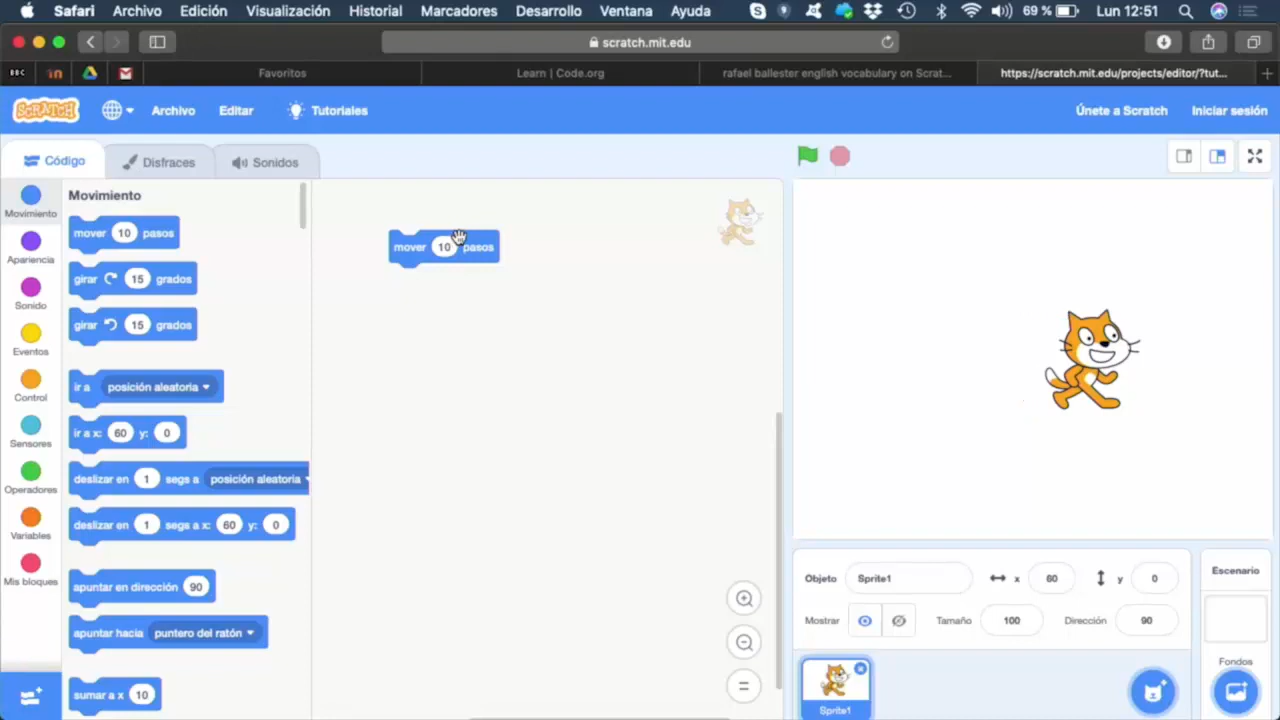 Safari Archivo Edición Visualización Historial Marcadores Desarrollo Ventana Ayuda 69 % Lun 12:51
scratch.mit.edu
BBC in Favoritos Learn | Code.org rafael ballester english vocabulary on Scrat... https://scratch.mit.edu/projects/editor/?tut...
SCRATCH Archivo Editar Tutoriales Únete a Scratch Iniciar sesión
Código Disfraces Sonidos
Movimiento
Apariencia
Sonido
Eventos
Control
Sensores
Operadores
Variables
Mis bloques
Movimiento
mover 10 pasos
girar 15 grados
girar 15 grados
ir a posición aleatoria
ir a x: 60 y: 0
deslizar en 1 segs a posición aleatoria
deslizar en 1 segs a x: 60 y: 0
apuntar en dirección 90
apuntar hacia puntero del ratón
sumar a x 10
mover 10 pasos
Objeto Sprite1 x 60 y 0
Mostrar Tamaño 100 Dirección 90
Sprite1
Escenario
Fondos